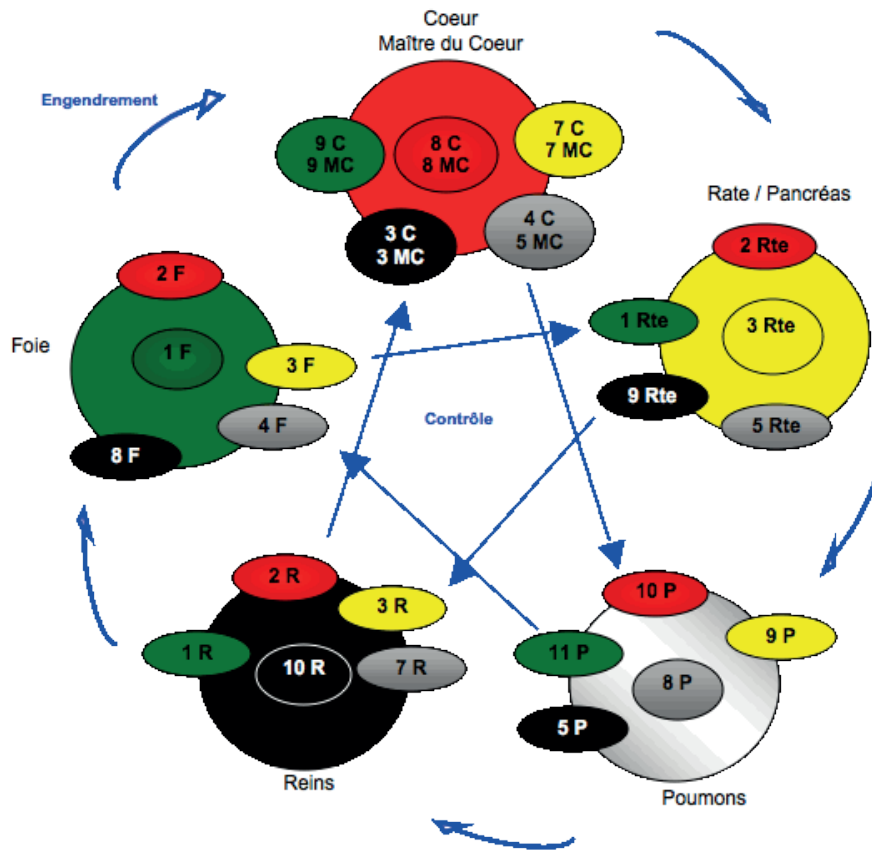 Coeur
Maître du Coeur
Engendrement
9 C
9 MC
8 C
8 MC
7 C
7 MC
3 C
3 MC
4 C
5 MC
Rate / Pancréas
2 Rte
1 Rte
3 Rte
9 Rte
5 Rte
Foie
2 F
1 F
3 F
4 F
8 F
Contrôle
2 R
3 R
1 R
10 R
7 R
Reins
10 P
9 P
11 P
8 P
5 P
Poumons